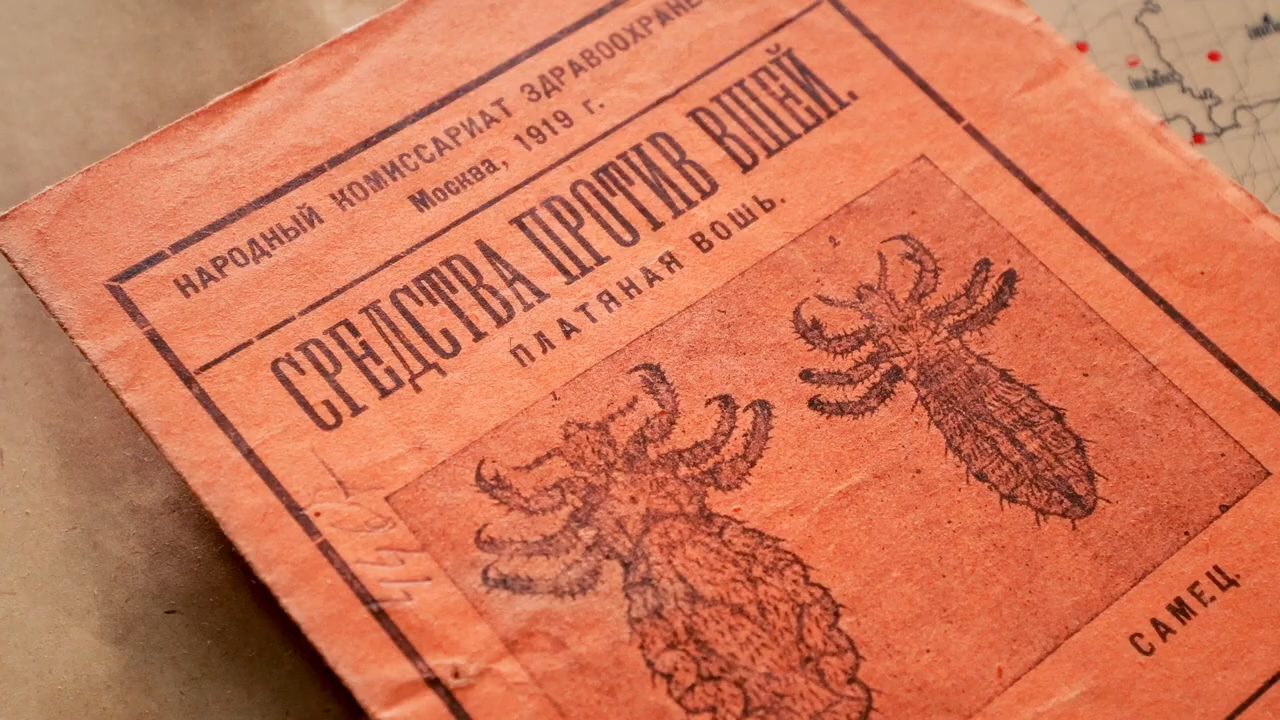 НАРОДНЫЙ КОМИССАРИАТ ЗДРАВООХРАНЕ
Москва, 1919 г.
СРЕДСТВА ПРОТИВ ВШЕЙ.
ПЛАТЯНАЯ ВОШЬ.
САМЕЦ.